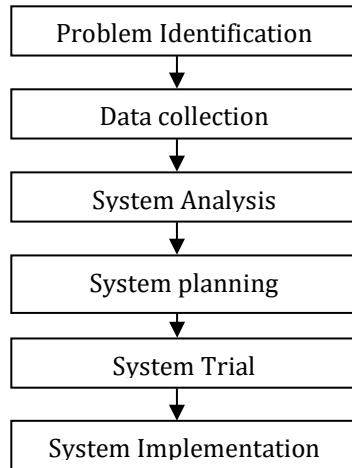 Problem Identification
Data collection
System Analysis
System planning
System Trial
System Implementation